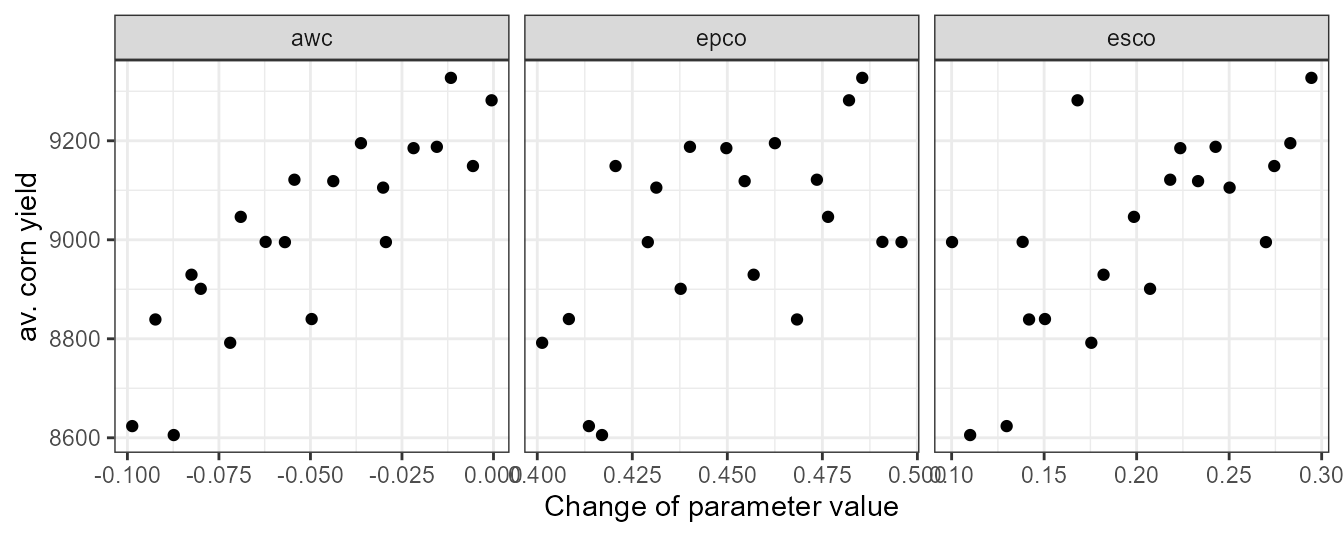 awc epco esco
av. corn yield
9200
9000
8800
8600
-0.100 -0.075 -0.050 -0.025 0.000 0.400 0.425 0.450 0.475 0.500 0.10 0.15 0.20 0.25 0.30
Change of parameter value